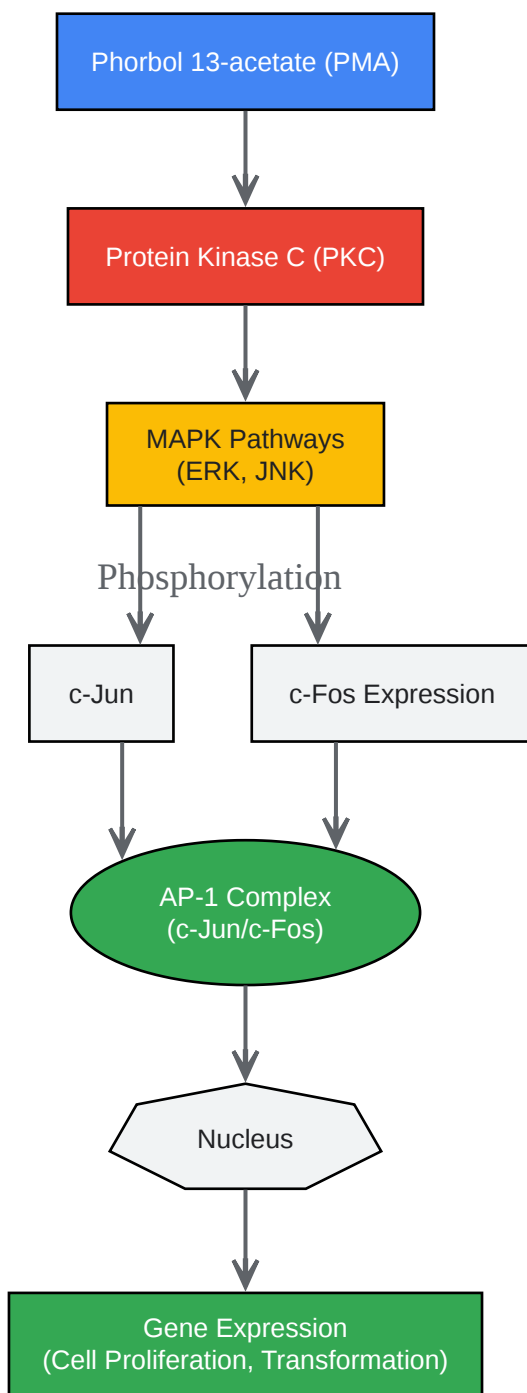 Phorbol 13-acetate (PMA)
Protein Kinase C (PKC)
MAPK Pathways
(ERK, JNK)
Phosphorylation
c-Jun
c-Fos Expression
AP-1 Complex
(c-Jun/c-Fos)
Nucleus
Gene Expression
(Cell Proliferation, Transformation)